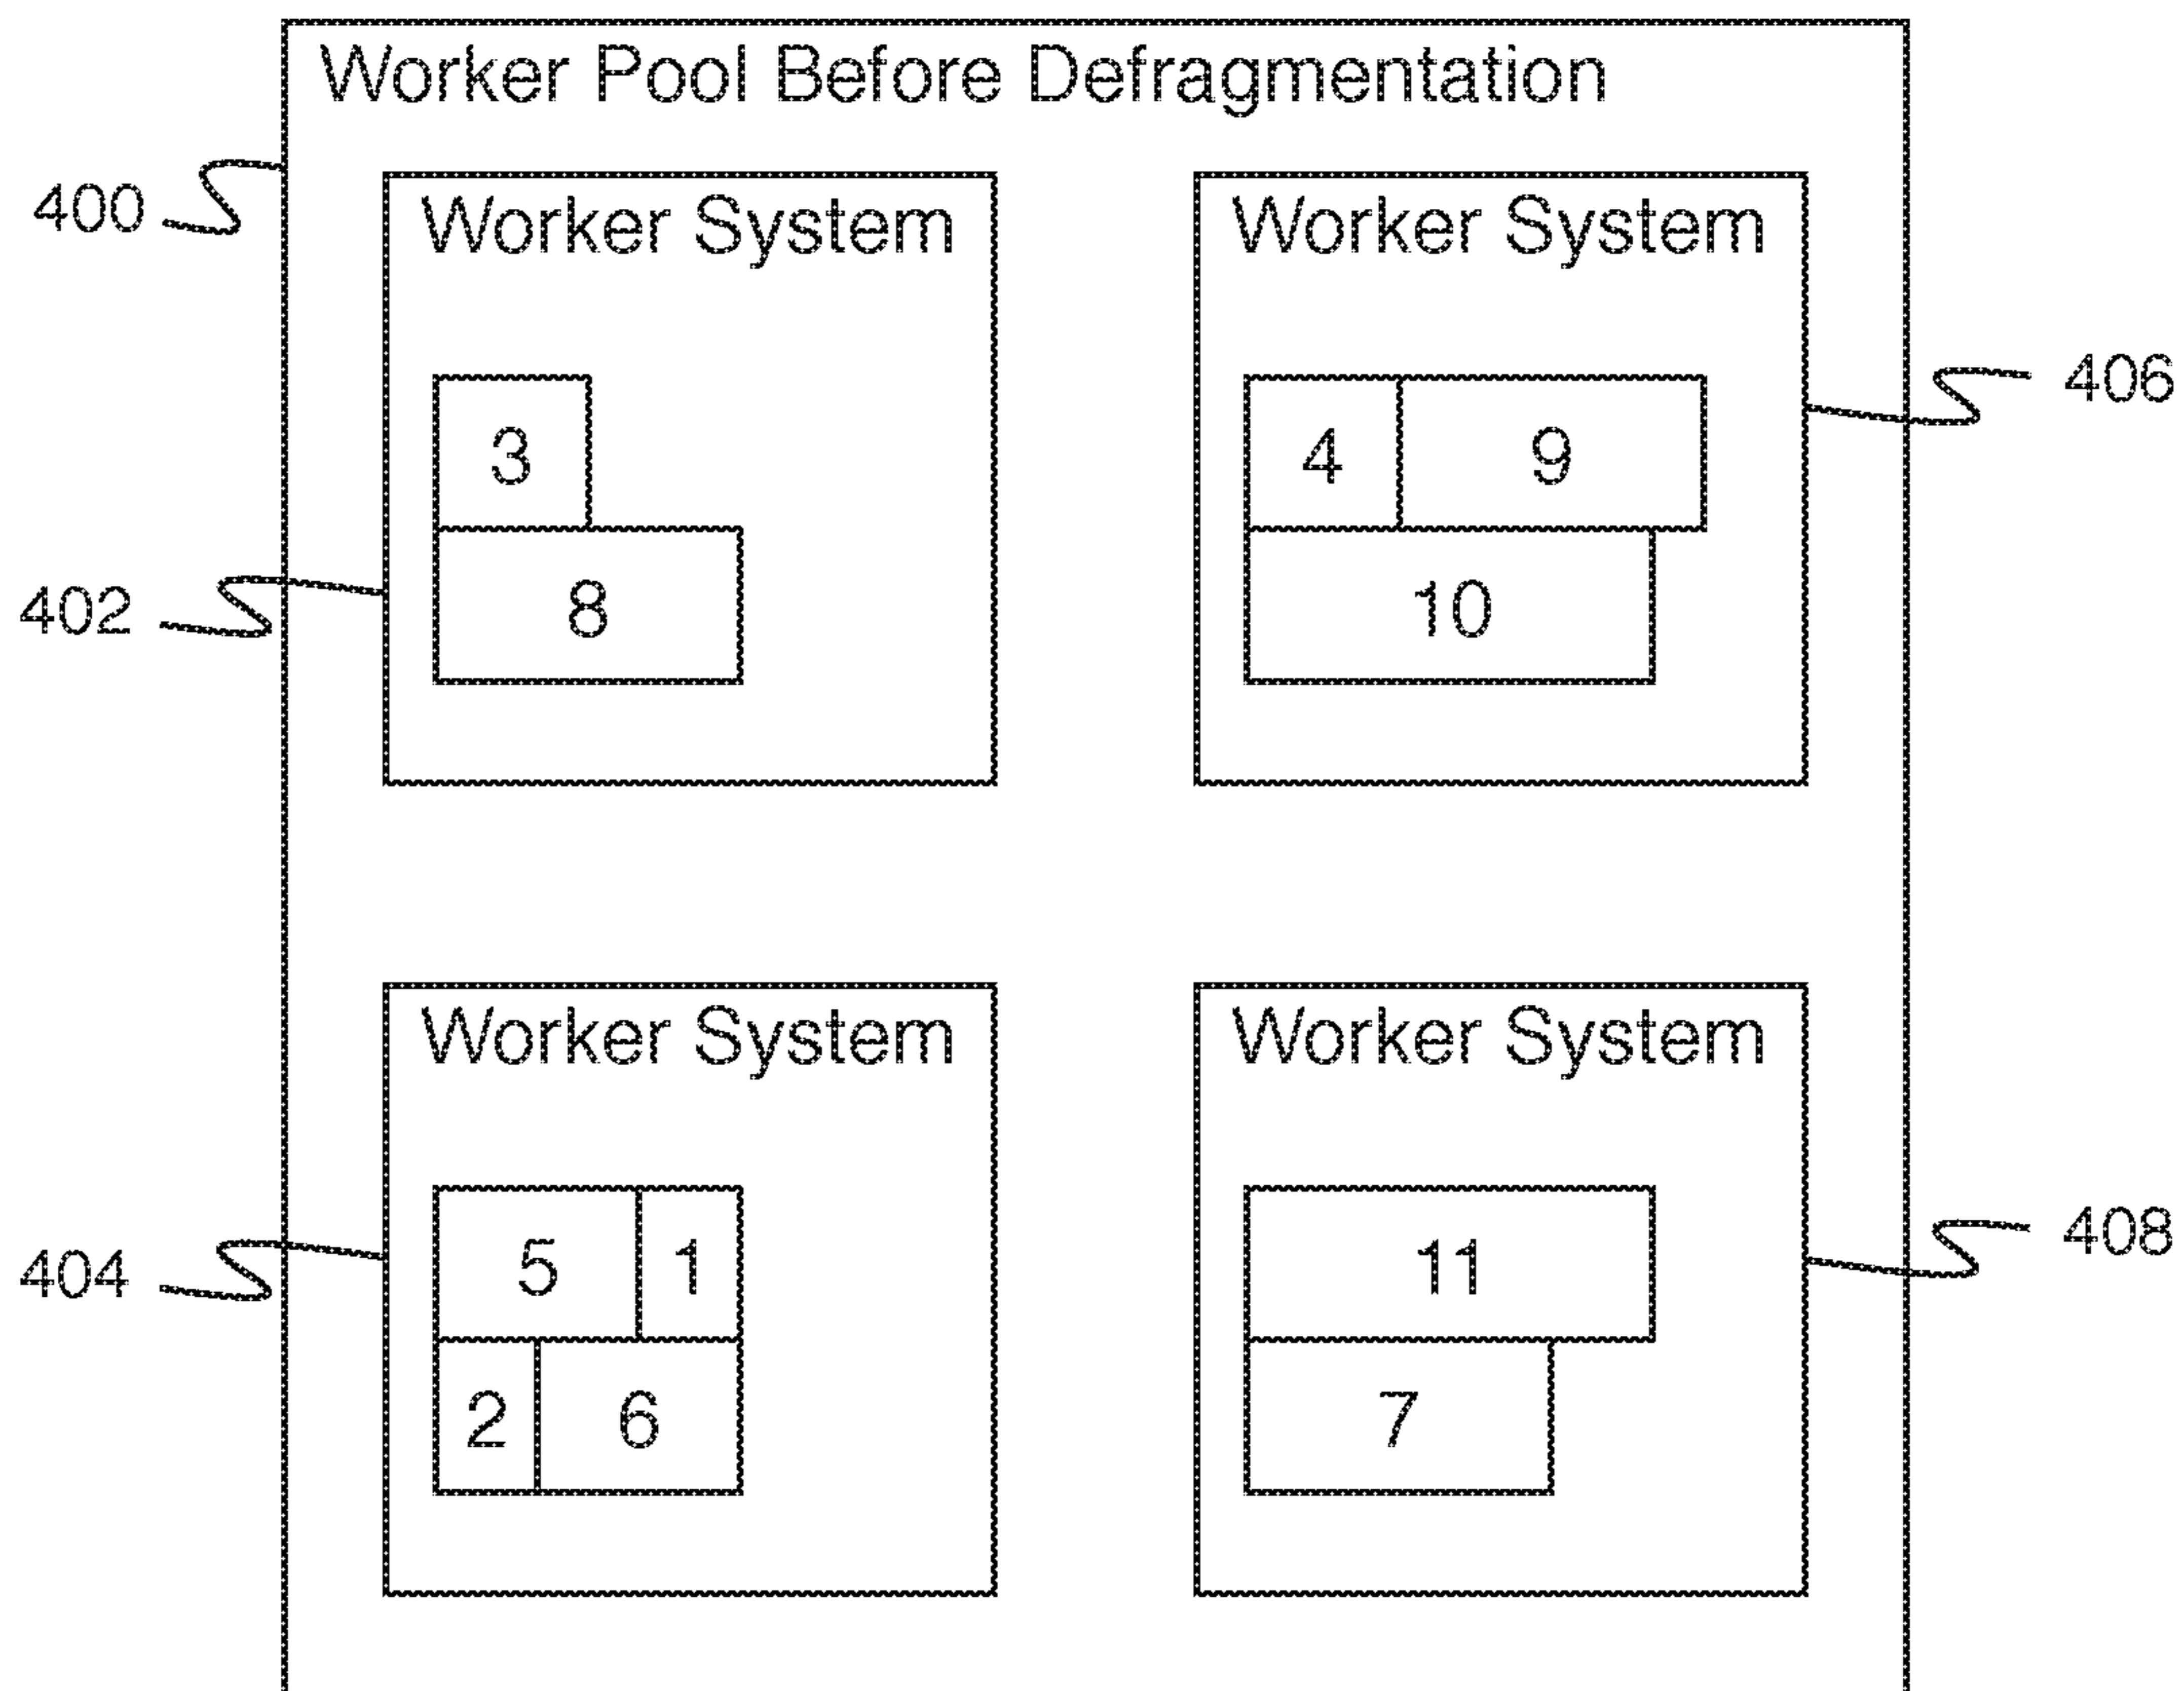 Worker Pool Before Defragmentation
400
Worker System
3
8
402
Worker System
4 9
10
406
Worker System
5 1
2 6
404
Worker System
11
7
408